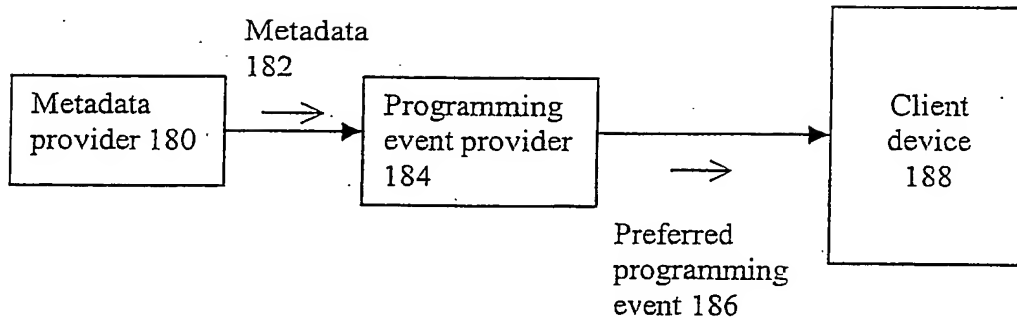 Metadata
182
Metadata
provider 180
Programming
event provider
184
Client
device
188
Preferred
programming
event 186